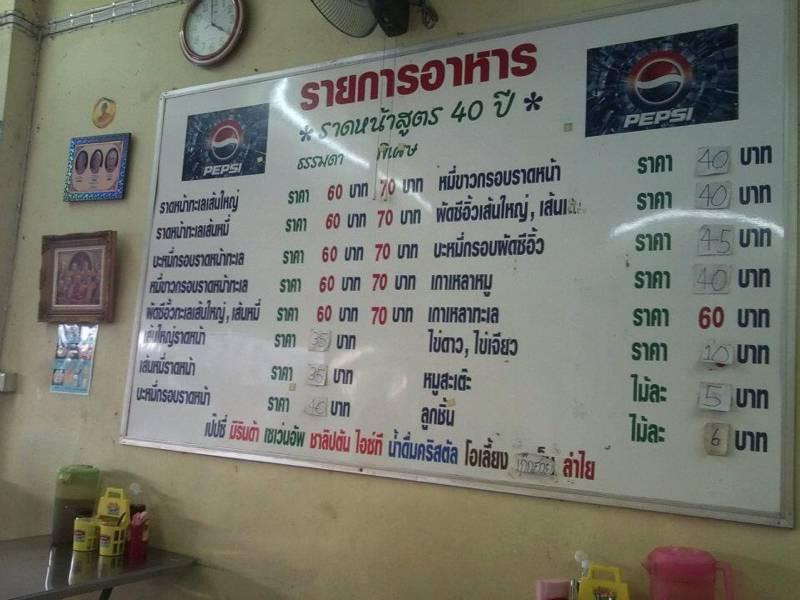 รายการอาหาร
* ราดหน้าสูตร 40 ปี *
PEPSI
PEPSI
ธรรมดา พิเศษ
ราดหน้าทะเลเส้นใหญ่ ราคา 60 บาท 70 บาท
ราดหน้าทะเลเส้นหมี่ ราคา 60 บาท 70 บาท
บะหมี่กรอบราดหน้าทะเล ราคา 60 บาท 70 บาท
หมี่ขาวกรอบราดหน้าทะเล ราคา 60 บาท 70 บาท
ผัดซีอิ้วทะเลเส้นใหญ่, เส้นหมี่ ราคา 60 บาท 70 บาท
เส้นใหญ่ราดหน้า ราคา 35 บาท
เส้นหมี่ราดหน้า ราคา 35 บาท
บะหมี่กรอบราดหน้า ราคา 40 บาท
หมี่ขาวกรอบราดหน้า ราคา 40 บาท
ผัดซีอิ้วเส้นใหญ่, ราคา 40 บาท
บะหมี่กรอบผัดซีอิ้ว ราคา 45 บาท
เกาเหลาหมู ราคา 40 บาท
เกาเหลาทะเล ราคา 60 บาท
ไข่ดาว, ไข่เจียว ราคา 10 บาท
หมูสะเต๊ะ ไม้ละ 5 บาท
ลูกชิ้น ไม้ละ 6 บาท
เป๊ปซี่ มิรินด้า เซเว่นอัพ ชาลิปตัน ไอซ์ที น้ำดื่มคริสตัล โอเลี้ยง ลำไย